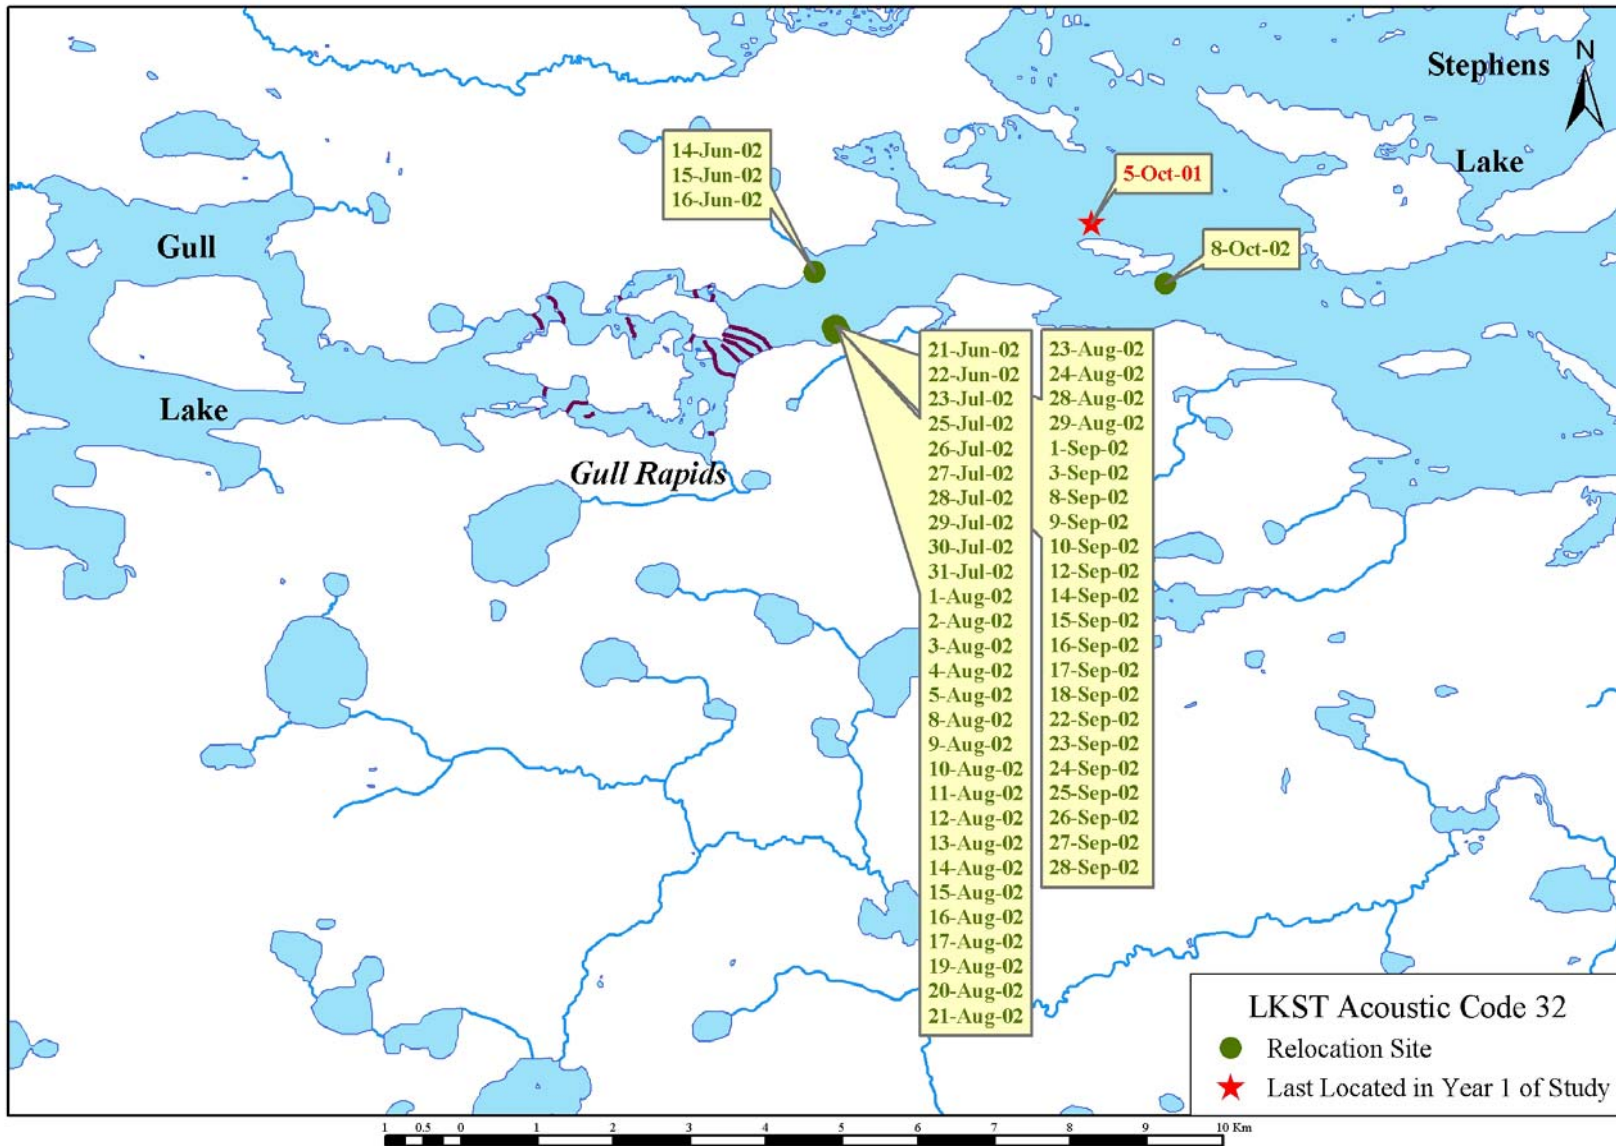 Stephens
N
Lake
14-Jun-02
15-Jun-02
16-Jun-02
5-Oct-01
8-Oct-02
Gull
Lake
Gull Rapids
21-Jun-02
22-Jun-02
23-Jul-02
25-Jul-02
26-Jul-02
27-Jul-02
28-Jul-02
29-Jul-02
30-Jul-02
31-Jul-02
1-Aug-02
2-Aug-02
3-Aug-02
4-Aug-02
5-Aug-02
8-Aug-02
9-Aug-02
10-Aug-02
11-Aug-02
12-Aug-02
13-Aug-02
14-Aug-02
15-Aug-02
16-Aug-02
17-Aug-02
19-Aug-02
20-Aug-02
21-Aug-02
23-Aug-02
24-Aug-02
28-Aug-02
29-Aug-02
1-Sep-02
3-Sep-02
8-Sep-02
9-Sep-02
10-Sep-02
12-Sep-02
14-Sep-02
15-Sep-02
16-Sep-02
17-Sep-02
18-Sep-02
22-Sep-02
23-Sep-02
24-Sep-02
25-Sep-02
26-Sep-02
27-Sep-02
28-Sep-02
LKST Acoustic Code 32
Relocation Site
Last Located in Year 1 of Study
1 0.5 0 1 2 3 4 5 6 7 8 9 10 Km